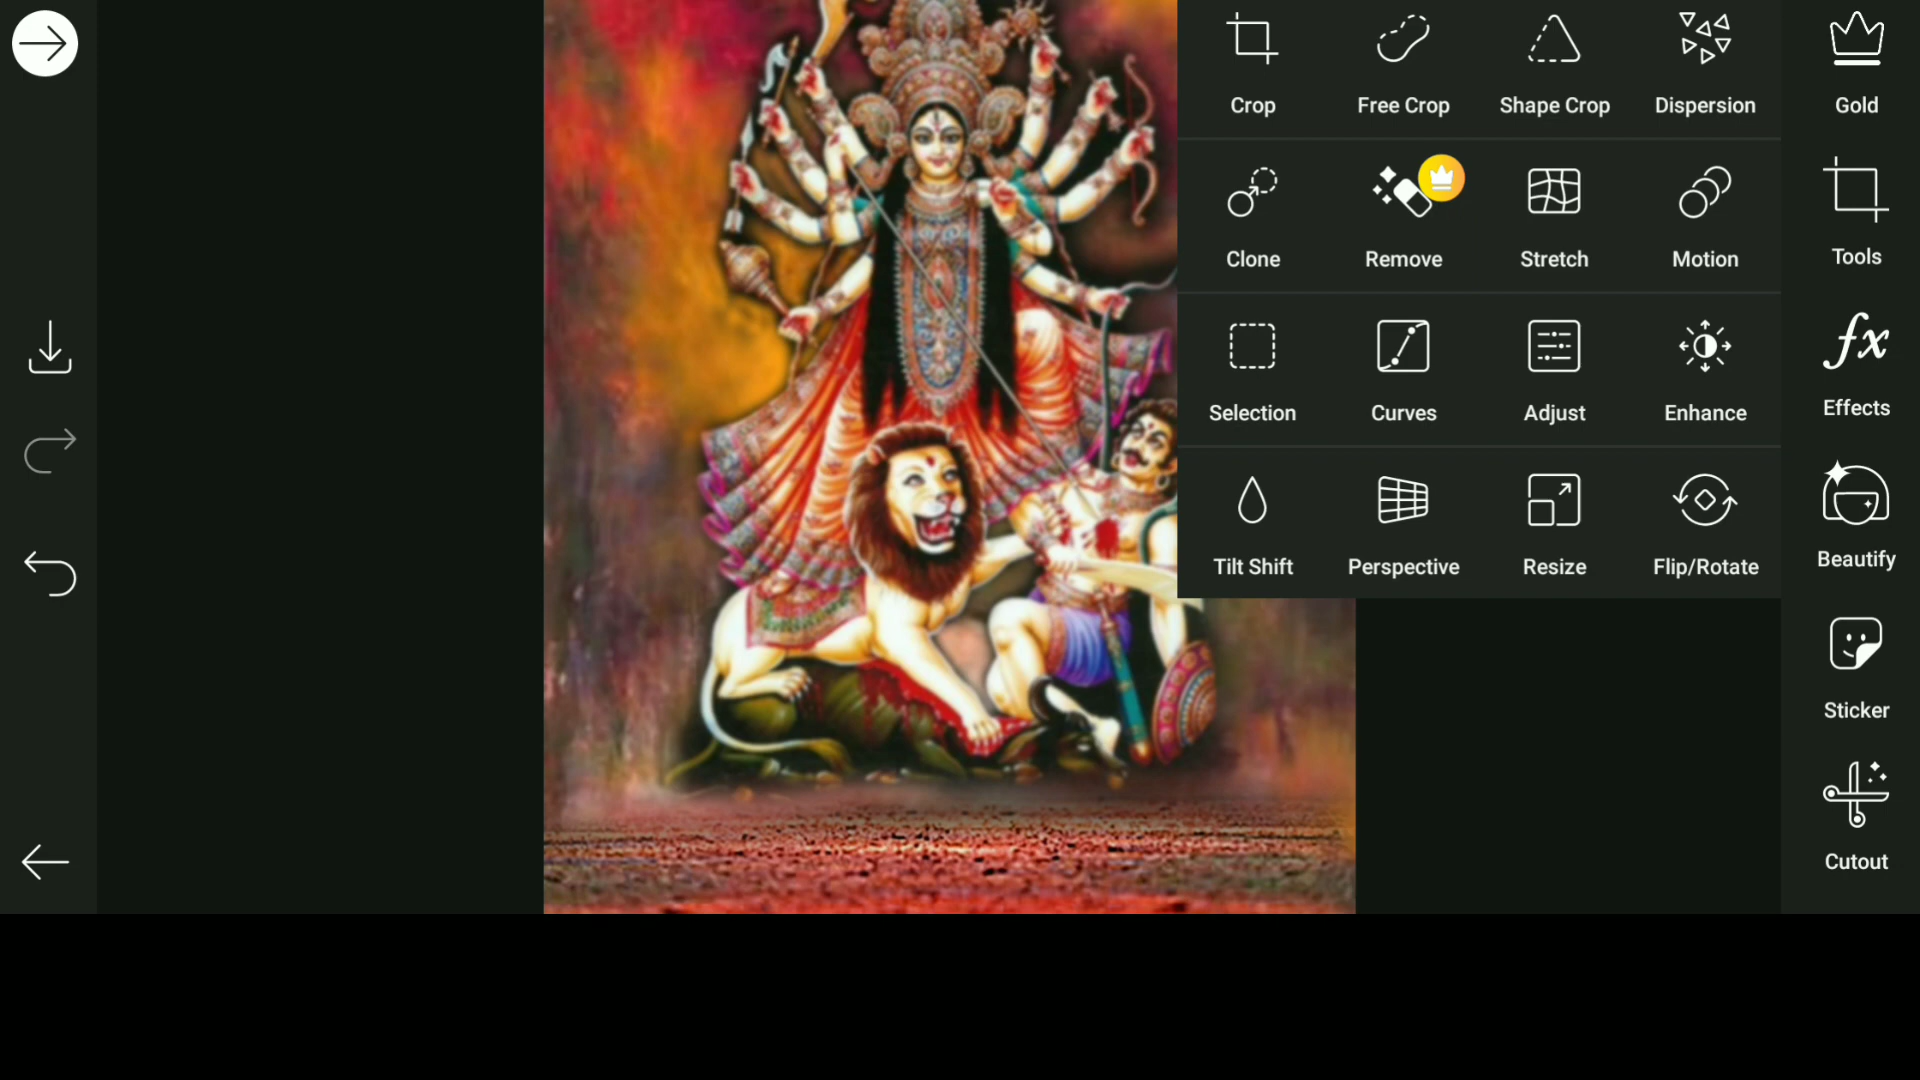 Crop Free Crop Shape Crop Dispersion
Clone Remove Stretch Motion
Selection Curves Adjust Enhance
Tilt Shift Perspective Resize Flip/Rotate
Gold
Tools
fx
Effects
Beautify
Sticker
Cutout